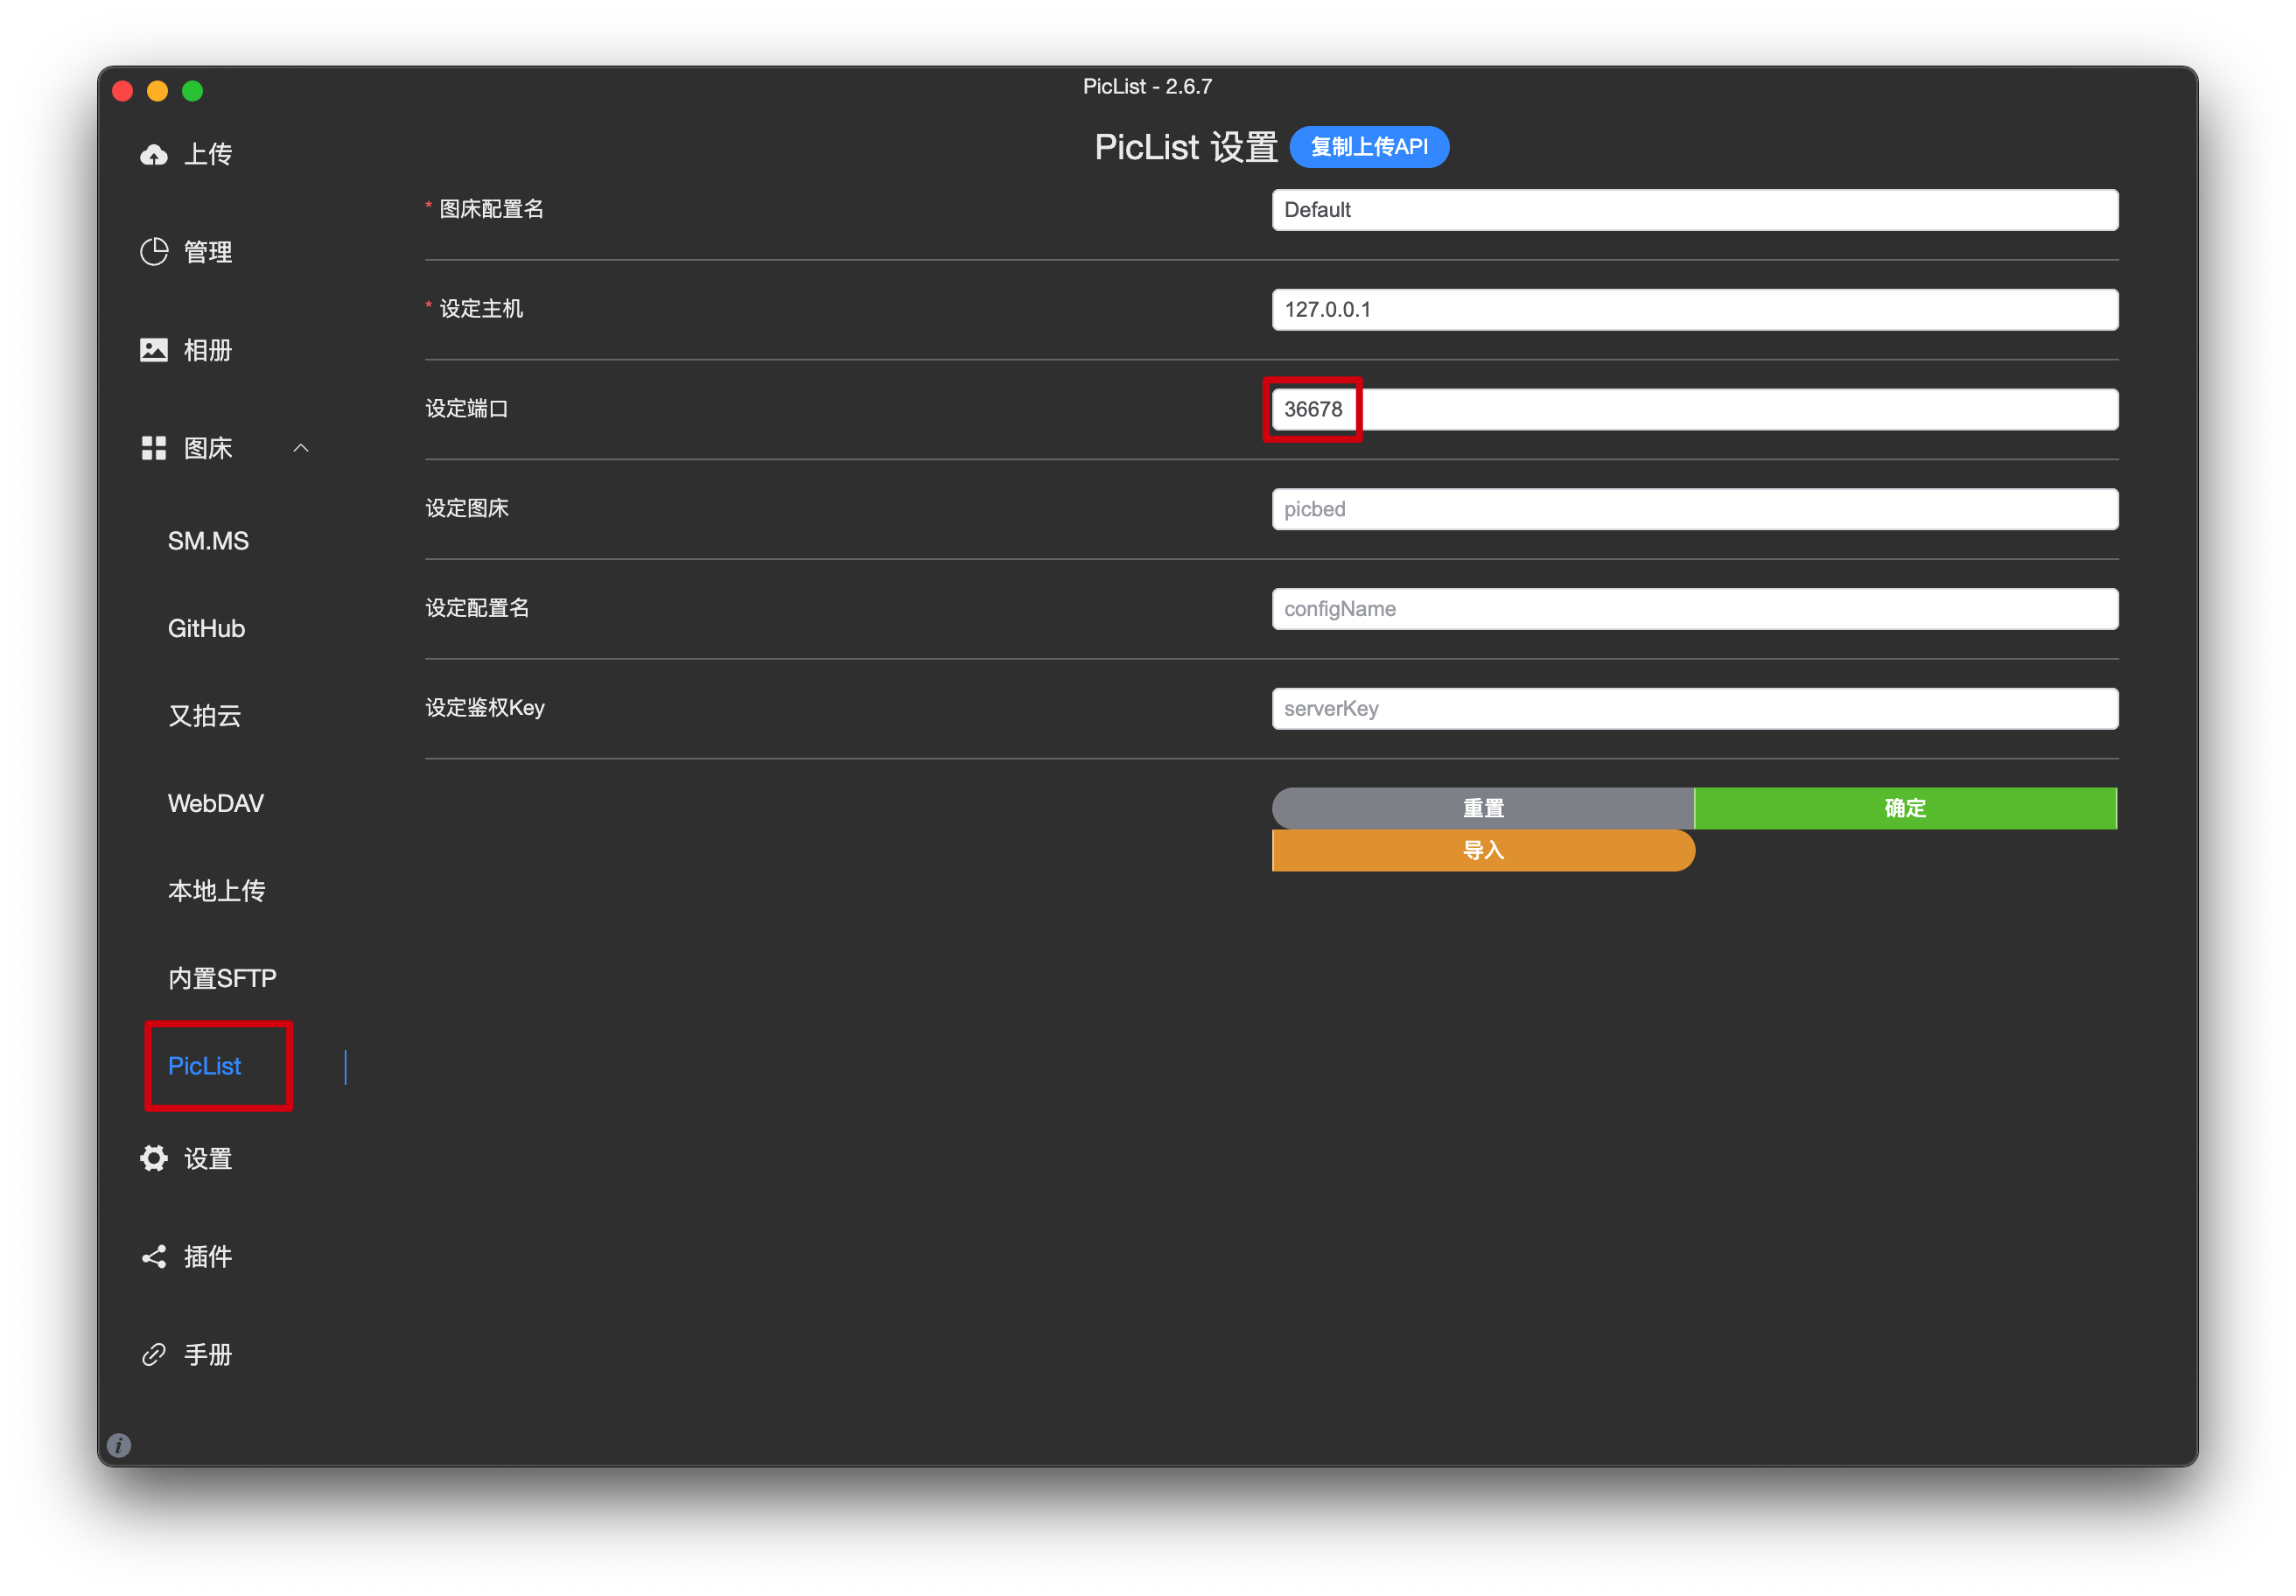 PicList - 2.6.7
上传
管理
相册
图床
SM.MS
GitHub
又拍云
WebDAV
本地上传
内置SFTP
PicList
设置
插件
手册
PicList 设置
复制上传API
* 图床配置名
Default
* 设定主机
127.0.0.1
设定端口
36678
设定图床
picbed
设定配置名
configName
设定鉴权Key
serverKey
重置
确定
导入